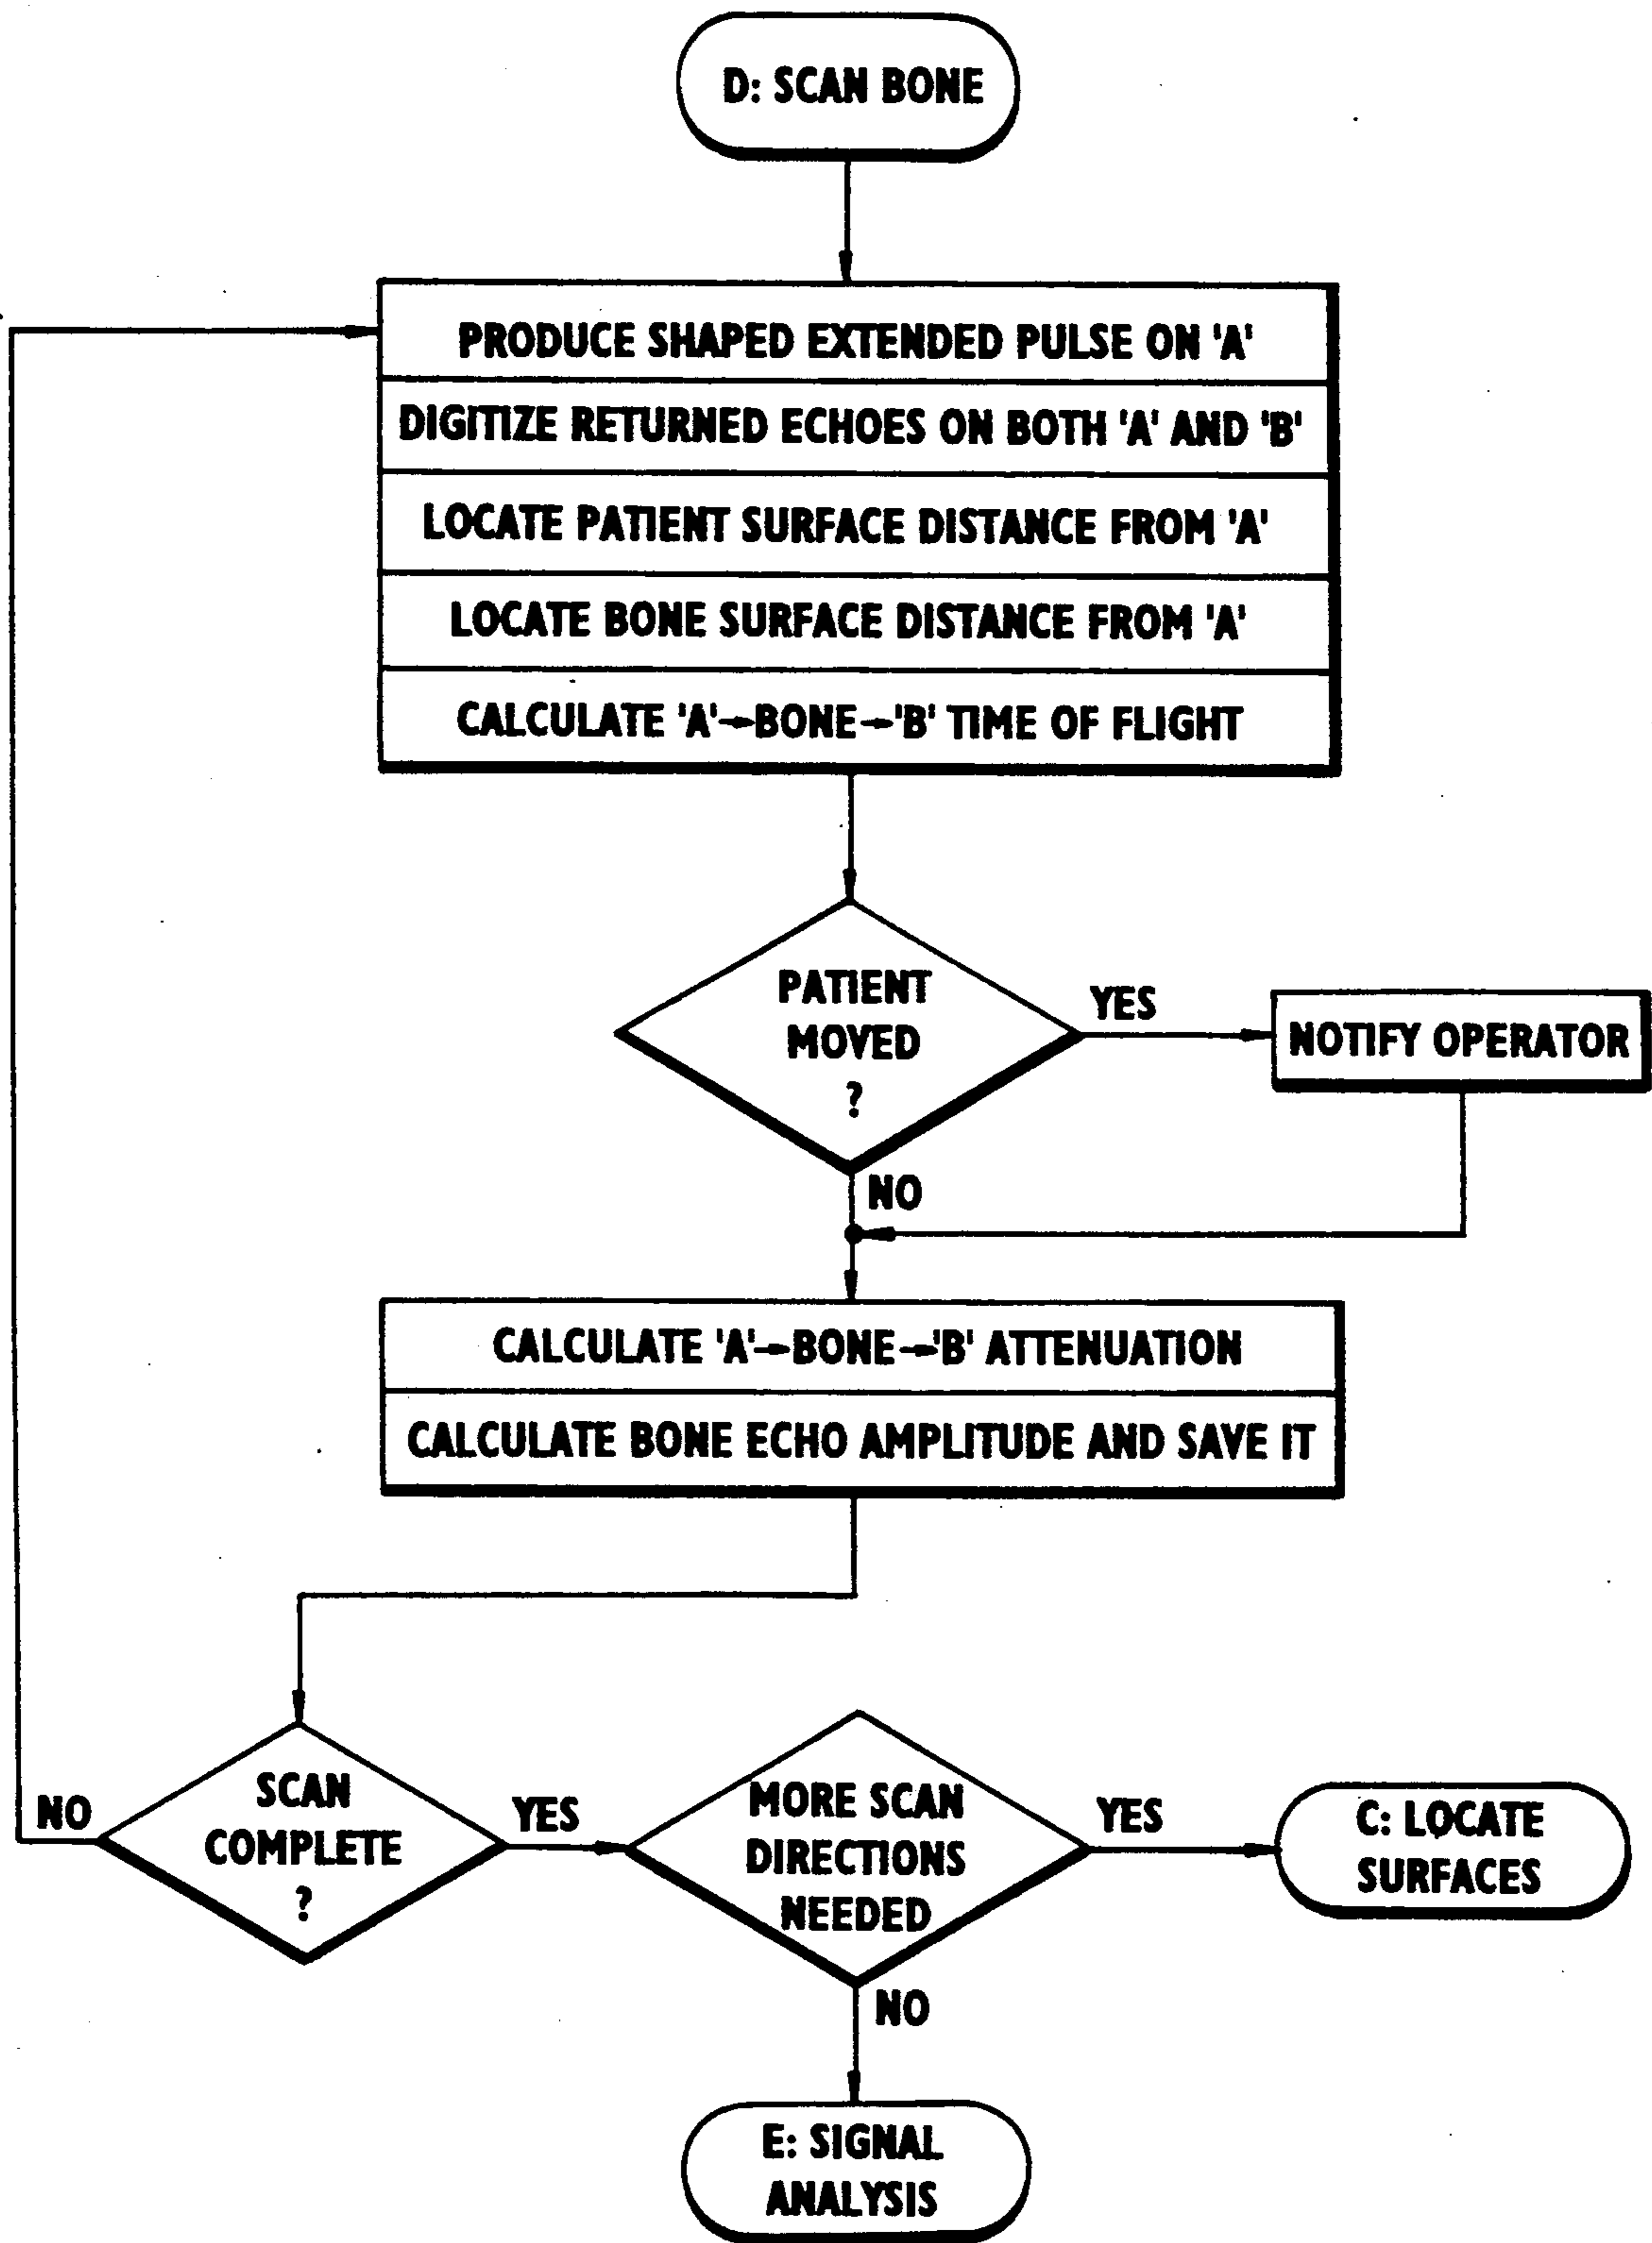 D: SCAN BONE
PRODUCE SHAPED EXTENDED PULSE ON 'A'
DIGITIZE RETURNED ECHOES ON BOTH 'A' AND 'B'
LOCATE PATIENT SURFACE DISTANCE FROM 'A'
LOCATE BONE SURFACE DISTANCE FROM 'A'
CALCULATE 'A'→BONE→'B' TIME OF FLIGHT
PATIENT
MOVED
?
YES
NOTIFY OPERATOR
NO
CALCULATE 'A'→BONE→'B' ATTENUATION
CALCULATE BONE ECHO AMPLITUDE AND SAVE IT
NO
SCAN
COMPLETE
?
YES
MORE SCAN
DIRECTIONS
NEEDED
YES
C: LOCATE
SURFACES
NO
E: SIGNAL
ANALYSIS